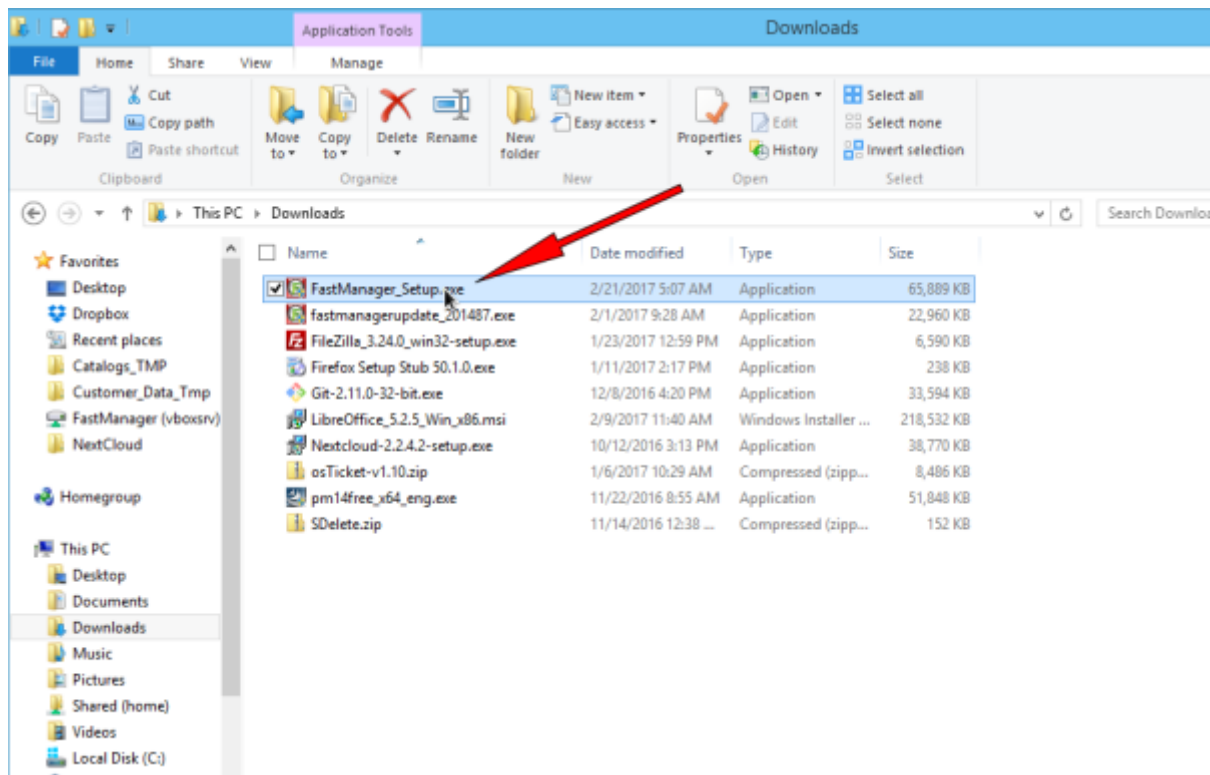 Application Tools
Downloads
File Home Share View Manage
Copy
Paste
Cut
Copy path
Paste shortcut
Move to
Copy to
Delete
Rename
New folder
New item
Easy access
Properties
Open
Edit
History
Select all
Select none
Invert selection
Clipboard Organize New Open Select
This PC Downloads
Search Downloa
Name Date modified Type Size
FastManager_Setup.exe 2/21/2017 5:07 AM Application 65,889 KB
fastmanagerupdate_201487.exe 2/1/2017 9:28 AM Application 22,960 KB
FileZilla_3.24.0_win32-setup.exe 1/23/2017 12:59 PM Application 6,590 KB
Firefox Setup Stub 50.1.0.exe 1/11/2017 2:17 PM Application 238 KB
Git-2.11.0-32-bit.exe 12/8/2016 4:20 PM Application 33,594 KB
LibreOffice_5.2.5_Win_x86.msi 2/9/2017 11:40 AM Windows Installer ... 218,532 KB
Nextcloud-2.2.4.2-setup.exe 10/12/2016 3:13 PM Application 38,770 KB
osTicket-v1.10.zip 1/6/2017 10:29 AM Compressed (zipp... 8,486 KB
pm14free_x64_eng.exe 11/22/2016 8:55 AM Application 51,848 KB
SDelete.zip 11/14/2016 12:38 ... Compressed (zipp... 152 KB
Favorites
Desktop
Dropbox
Recent places
Catalogs_TMP
Customer_Data_Tmp
FastManager (vboxsrv)
NextCloud
Homegroup
This PC
Desktop
Documents
Downloads
Music
Pictures
Shared (home)
Videos
Local Disk (C:)